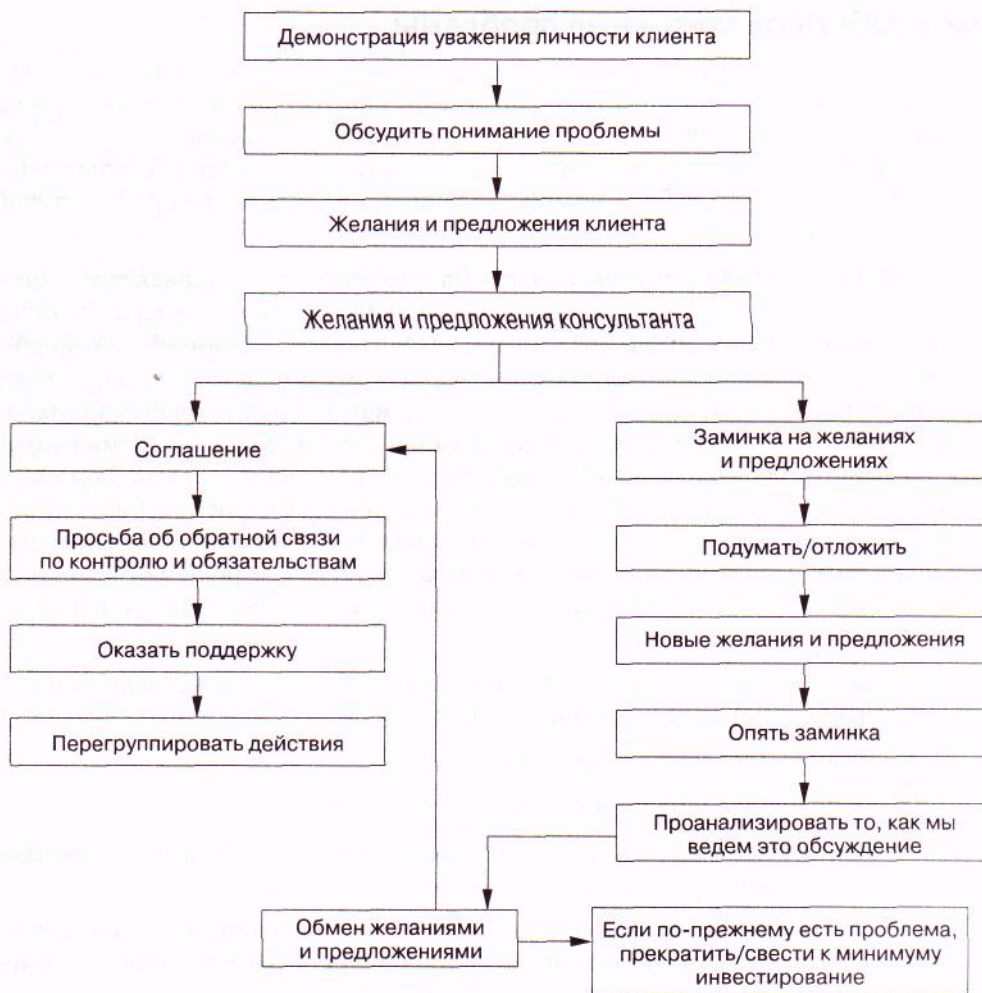 Демонстрация уважения личности клиента
Обсудить понимание проблемы
Желания и предложения клиента
Желания и предложения консультанта
Соглашение
Просьба об обратной связи
по контролю и обязательствам
Оказать поддержку
Перегруппировать действия
Заминка на желаниях
и предложениях
Подумать/отложить
Новые желания и предложения
Опять заминка
Проанализировать то, как мы
ведем это обсуждение
Обмен желаниями
и предложениями
Если по-прежнему есть проблема,
прекратить/свести к минимуму
инвестирование